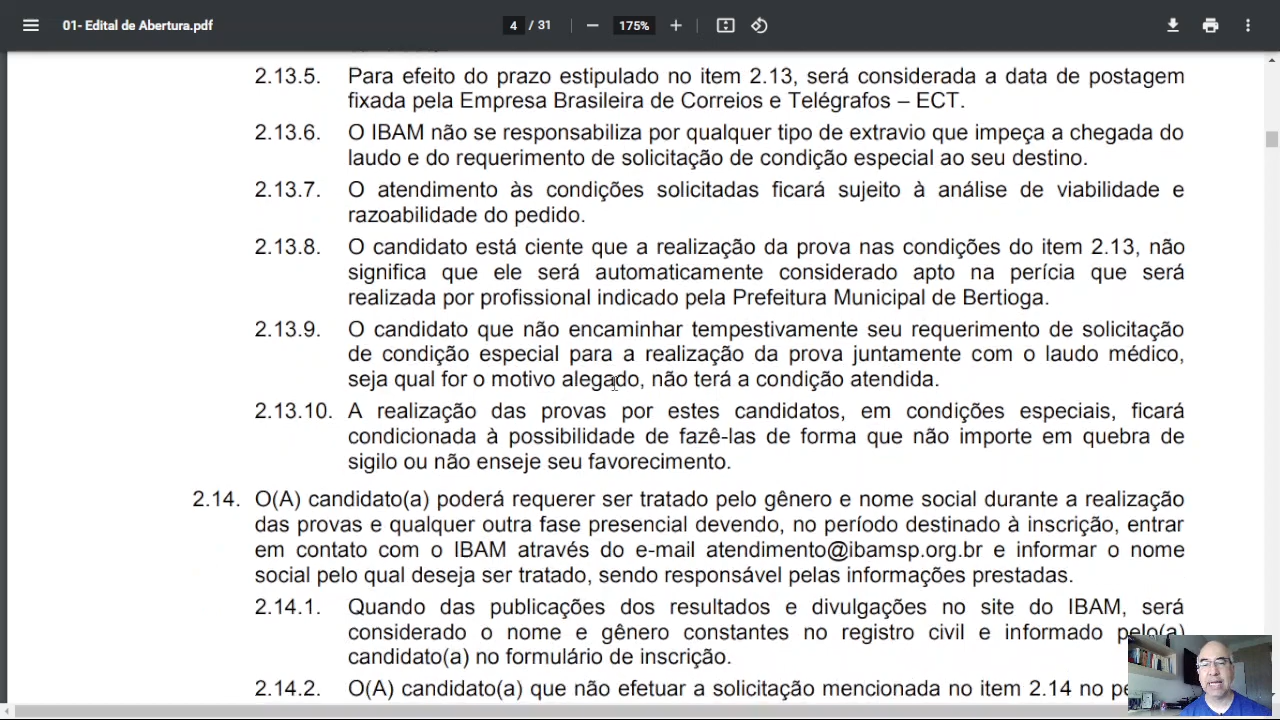 01- Edital de Abertura.pdf
4 / 31
175%
2.13.5. Para efeito do prazo estipulado no item 2.13, será considerada a data de postagem
fixada pela Empresa Brasileira de Correios e Telégrafos – ECT.
2.13.6. O IBAM não se responsabiliza por qualquer tipo de extravio que impeça a chegada do
laudo e do requerimento de solicitação de condição especial ao seu destino.
2.13.7. O atendimento às condições solicitadas ficará sujeito à análise de viabilidade e
razoabilidade do pedido.
2.13.8. O candidato está ciente que a realização da prova nas condições do item 2.13, não
significa que ele será automaticamente considerado apto na perícia que será
realizada por profissional indicado pela Prefeitura Municipal de Bertioga.
2.13.9. O candidato que não encaminhar tempestivamente seu requerimento de solicitação
de condição especial para a realização da prova juntamente com o laudo médico,
seja qual for o motivo alegado, não terá a condição atendida.
2.13.10. A realização das provas por estes candidatos, em condições especiais, ficará
condicionada à possibilidade de fazê-las de forma que não importe em quebra de
sigilo ou não enseje seu favorecimento.
2.14. O(A) candidato(a) poderá requerer ser tratado pelo gênero e nome social durante a realização
das provas e qualquer outra fase presencial devendo, no período destinado à inscrição, entrar
em contato com o IBAM através do e-mail atendimento@ibamsp.org.br e informar o nome
social pelo qual deseja ser tratado, sendo responsável pelas informações prestadas.
2.14.1. Quando das publicações dos resultados e divulgações no site do IBAM, será
considerado o nome e gênero constantes no registro civil e informado pelo(a)
candidato(a) no formulário de inscrição.
2.14.2. O(A) candidato(a) que não efetuar a solicitação mencionada no item 2.14 no